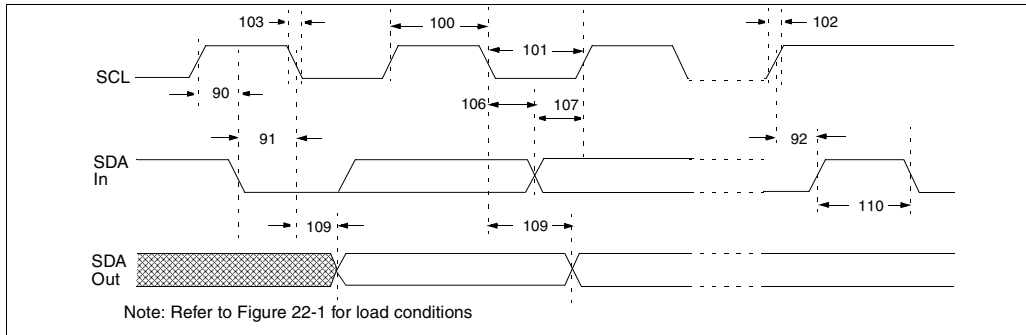 103
100
102
101
SCL
90
106
107
91
92
SDA
In
110
109
109
SDA
Out
Note: Refer to Figure 22-1 for load conditions